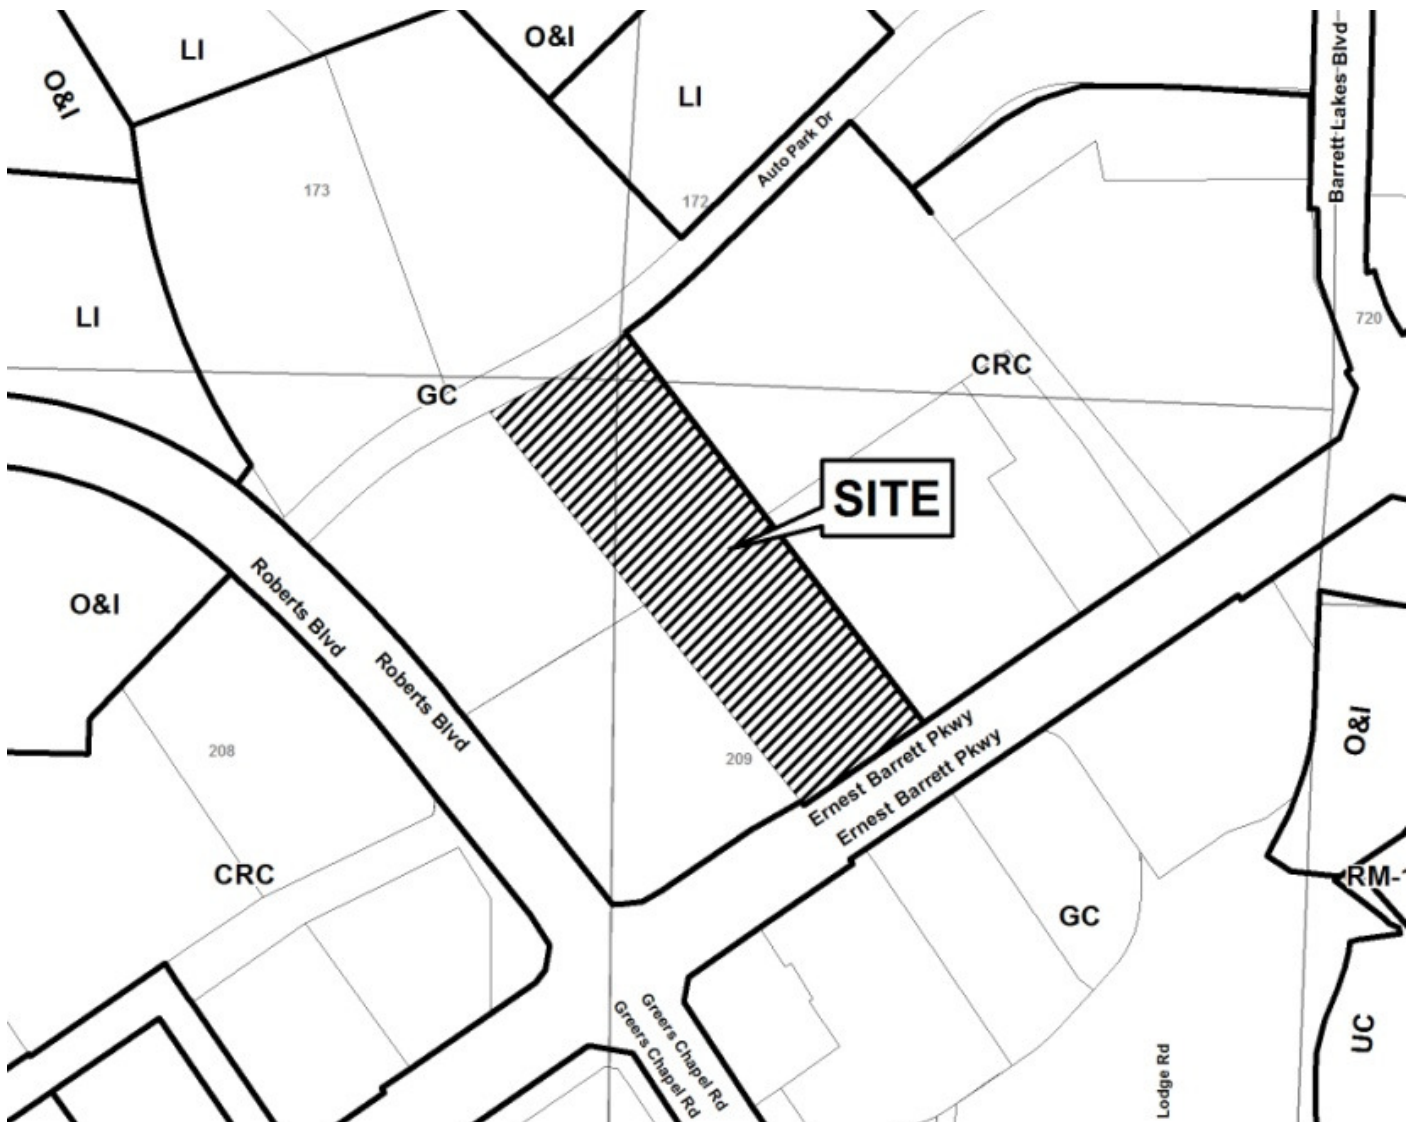 LI
O&I
O&I
LI
Barrett Lakes Blvd
Auto Park Dr
173
172
LI
720
CRC
GC
SITE
O&I
Roberts Blvd
Roberts Blvd
Ernest Barrett Pkwy
Ernest Barrett Pkwy
O&I
208
209
CRC
RM-1
GC
Greers Chapel Rd
Greers Chapel Rd
UC
Lodge Rd